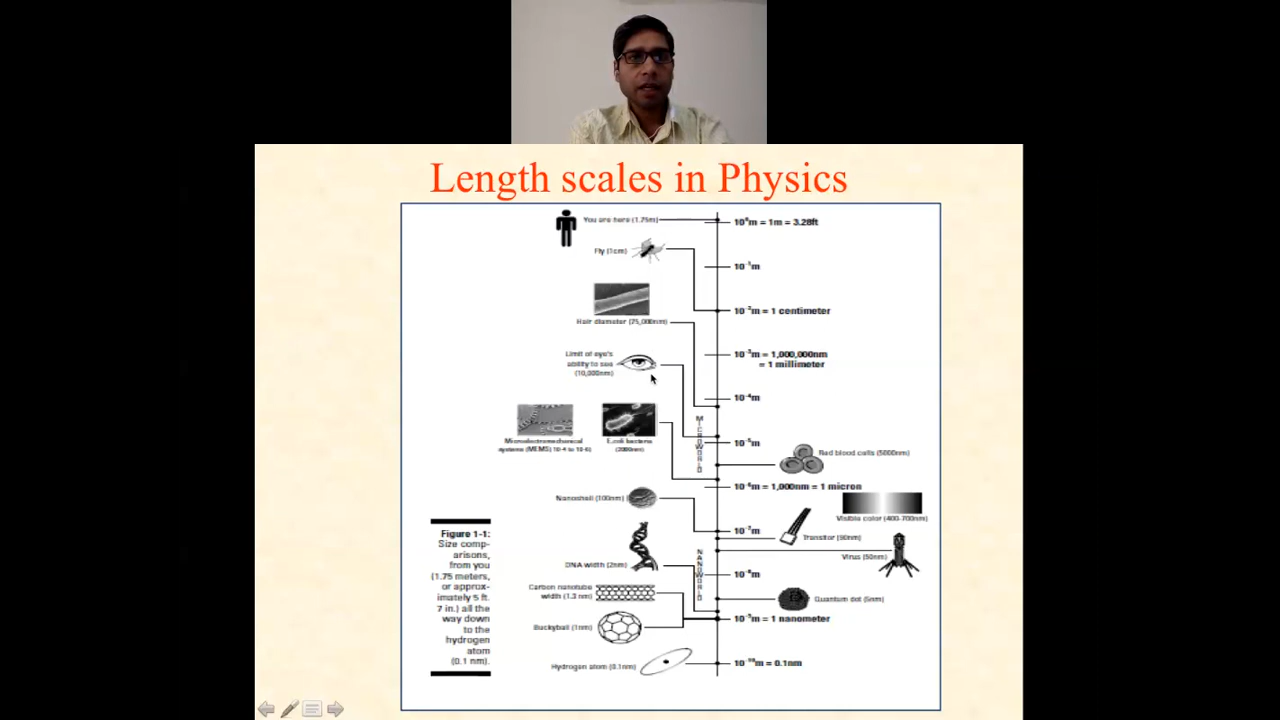 Length scales in Physics
You are here (1.75m)
10⁰m = 1m = 3.28ft
Fly (1cm)
10⁻¹m
10⁻²m = 1 centimeter
Hair diameter (75,000nm)
10⁻³m = 1,000,000nm
= 1 millimeter
Limit of eye's
ability to see
(10,000nm)
10⁻⁴m
MICROWORLD
Microelectromechanical
systems (MEMS) 10-4 to 10-6)
E.coli bacteria
(2000nm)
10⁻⁵m
Red blood cells (5000nm)
10⁻⁶m = 1,000nm = 1 micron
Nanoshell (100nm)
Visible color (400-700nm)
10⁻⁷m
Transitor (90nm)
Virus (50nm)
NANOWORLD
DNA width (2nm)
10⁻⁸m
Carbon nanotube
width (1.3 nm)
Quantum dot (5nm)
10⁻⁹m = 1 nanometer
Buckyball (1nm)
Hydrogen atom (0.1nm)
10⁻¹⁰m = 0.1nm
Figure 1-1:
Size comp-
arisons,
from you
(1.75 meters,
or approx-
imately 5 ft.
7 in.) all the
way down
to the
hydrogen
atom
(0.1 nm).